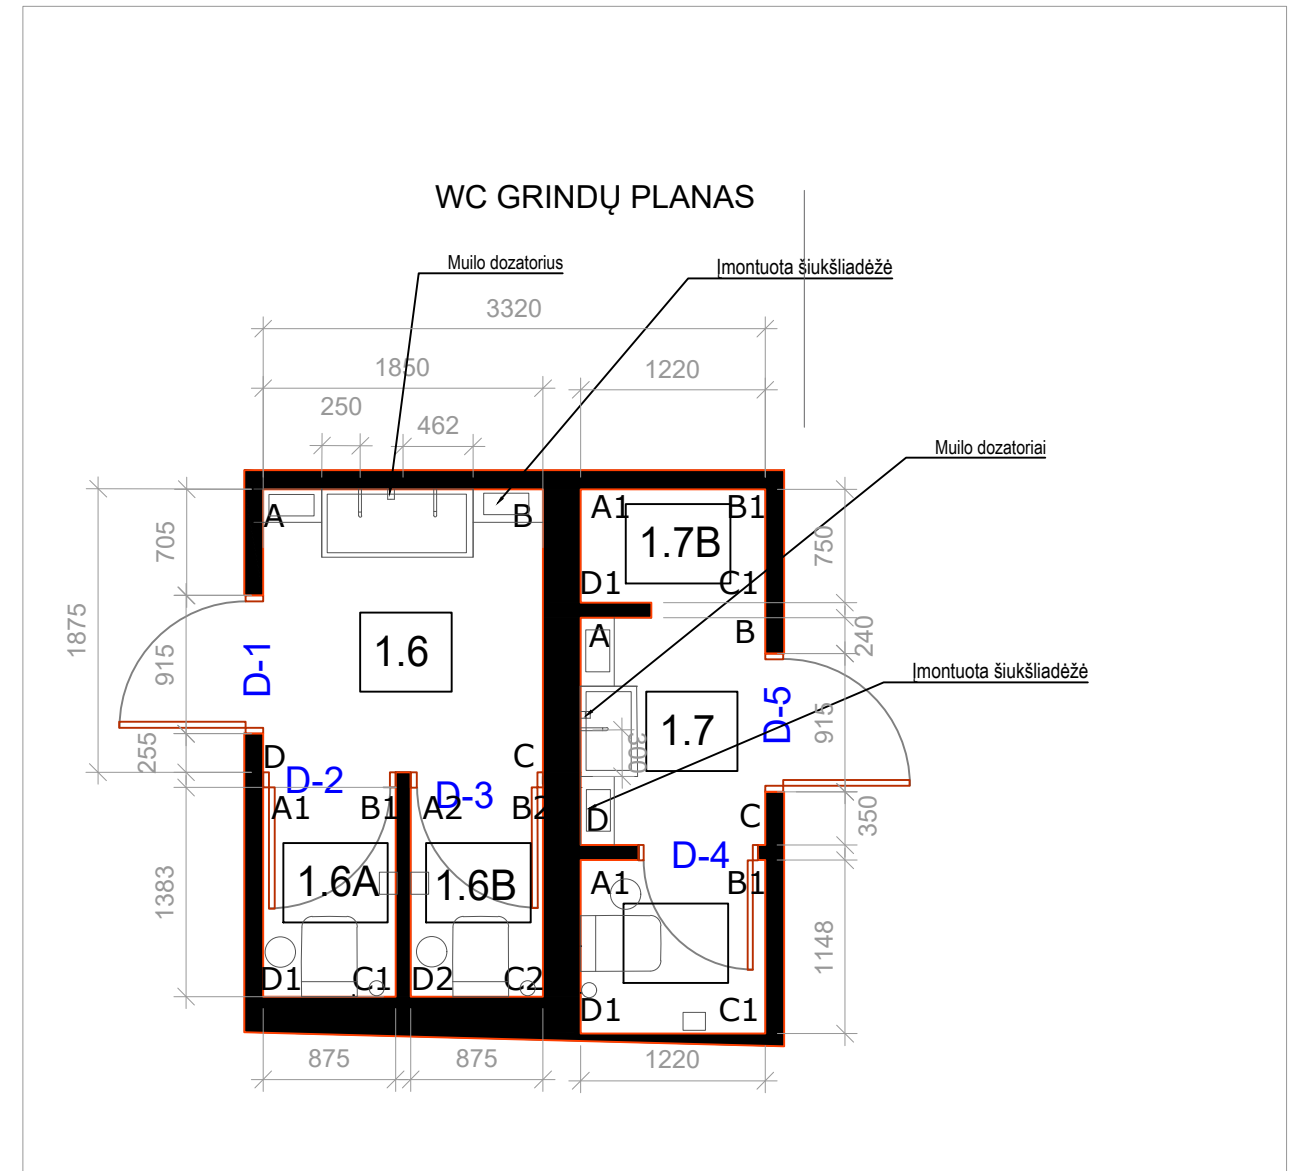 WC GRINDŲ PLANAS
Muilo dozatorius
Įmontuota šiukšliadėžė
3320
1850
1220
250
462
Muilo dozatoriai
A
B
A1
B1
1.7B
705
750
D1
C1
1875
1.6
A
B
240
915
D-1
Įmontuota šiukšliadėžė
1.7
D-5
915
300
255
D
C
D-2
D-3
A1
B1
A2
B2
D
C
350
D-4
1.6A
1.6B
A1
B1
1383
1148
D1
C1
D2
C2
D1
C1
875
875
1220